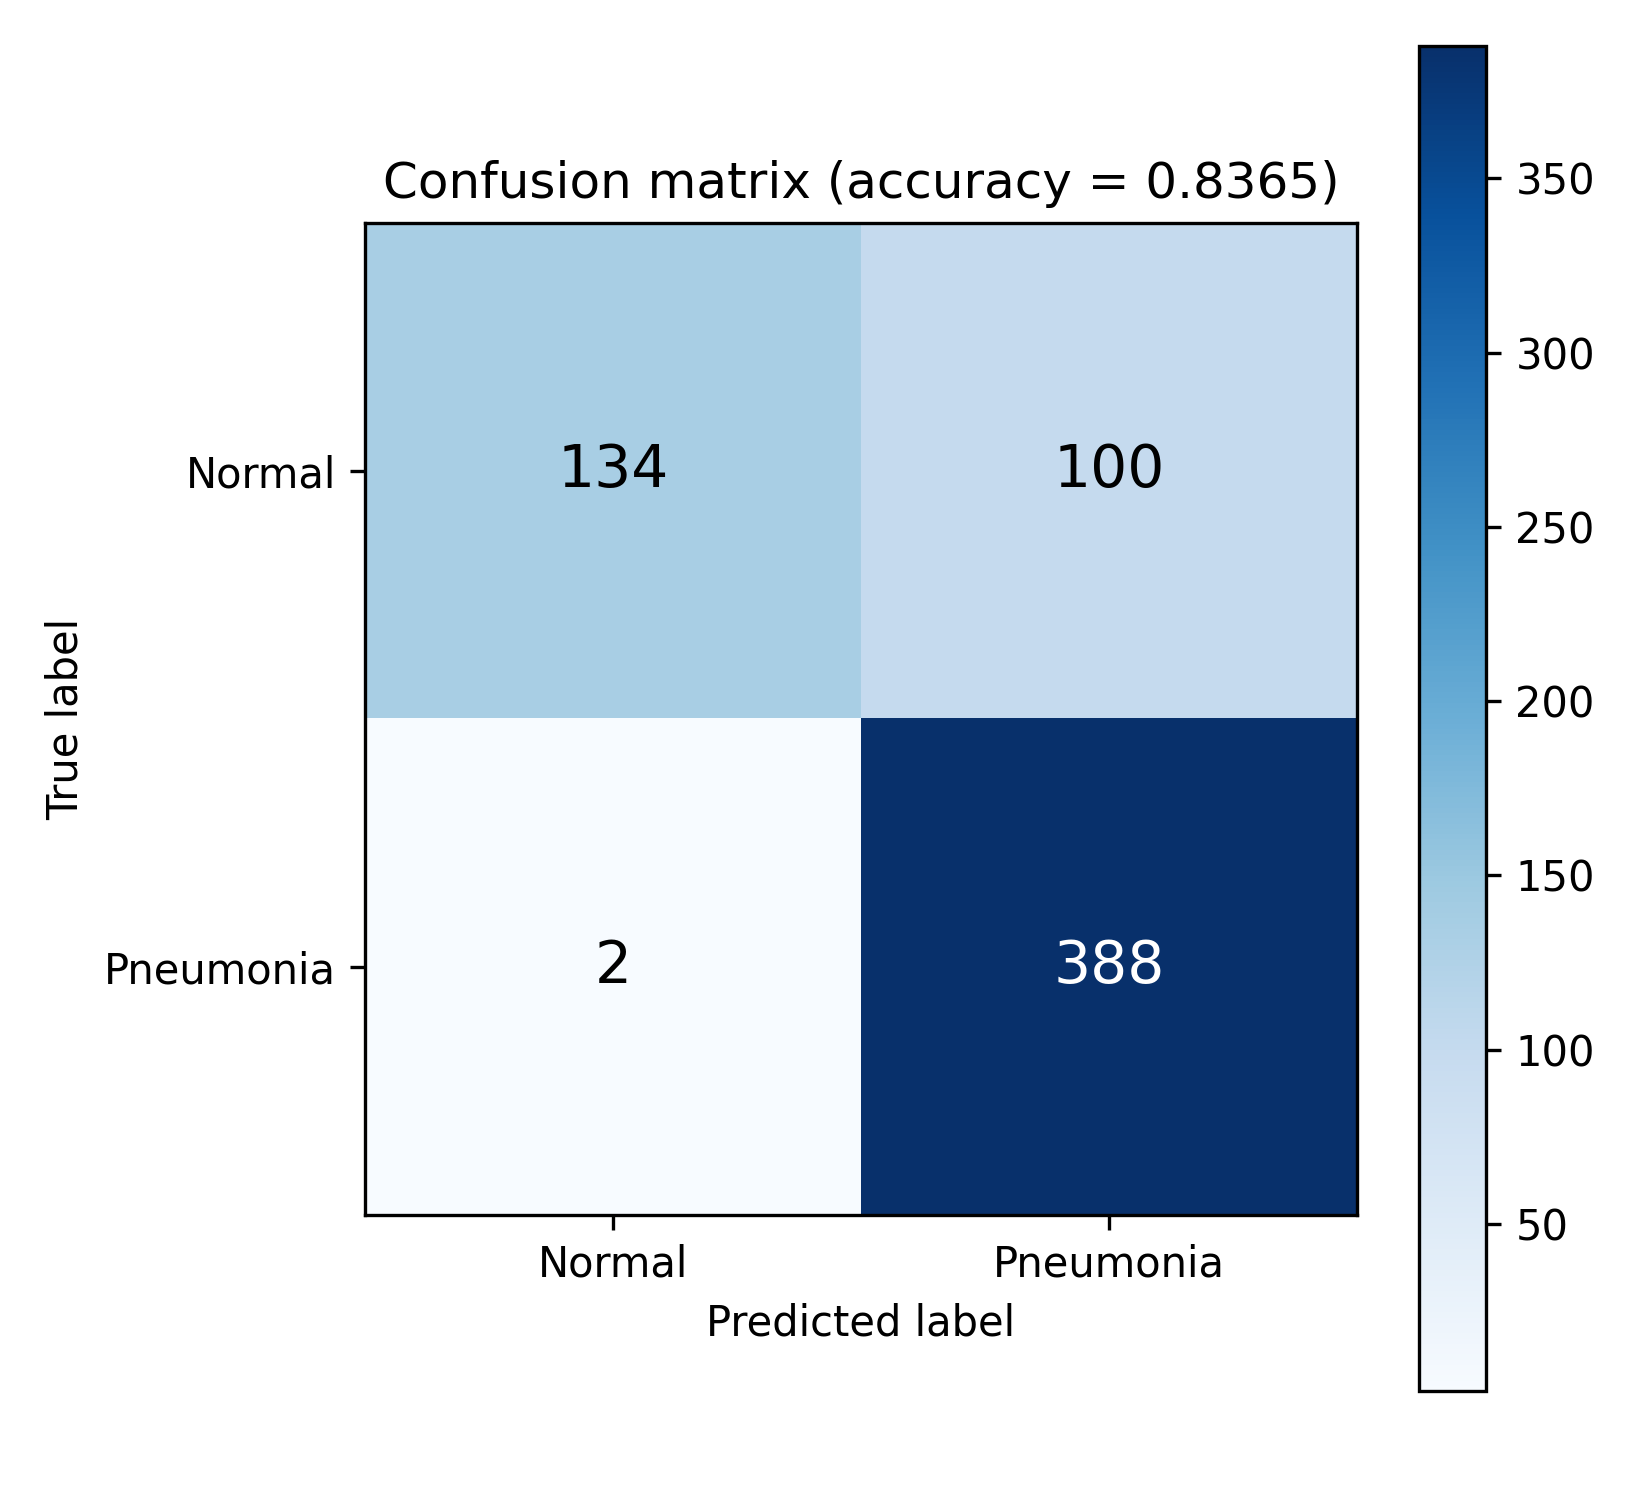 Confusion matrix (accuracy = 0.8365)
True label
Normal
134
100
Pneumonia
2
388
Normal
Pneumonia
Predicted label
350
300
250
200
150
100
50